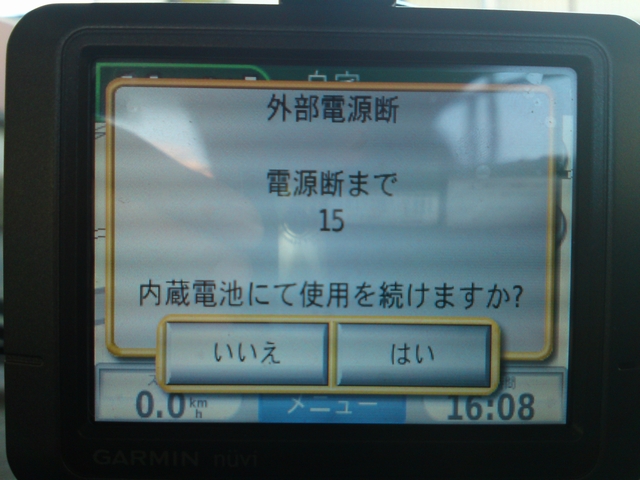 外部電源断
電源断まで
15
内蔵電池にて使用を続けますか?
いいえ
はい
0.0 km/h
メニュー
16:08
GARMIN nüvi